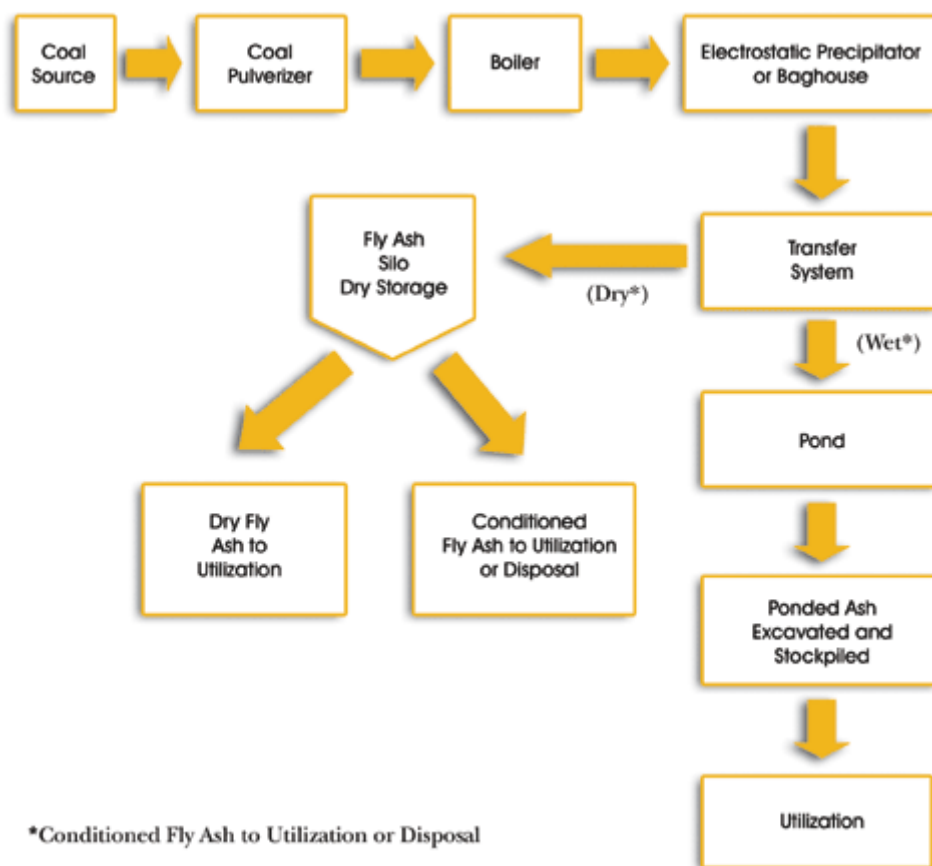 Coal
Source
Coal
Pulverizer
Boiler
Electrostatic Precipitator
or Baghouse
Transfer
System
(Dry*)
Fly Ash
Silo
Dry Storage
(Wet*)
Pond
Dry Fly
Ash to
Utilization
Conditioned
Fly Ash to Utilization
or Disposal
Ponded Ash
Excavated and
Stockpiled
Utilization
*Conditioned Fly Ash to Utilization or Disposal